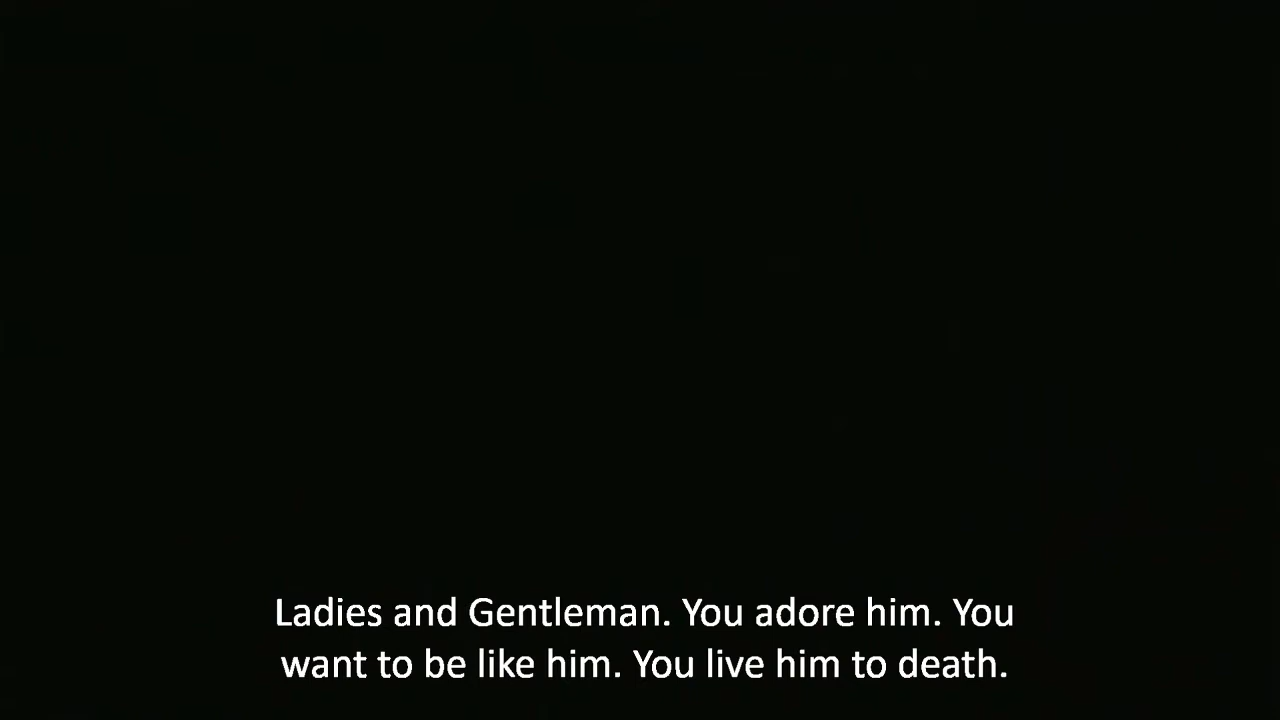 Ladies and Gentleman. You adore him. You
want to be like him. You live him to death.